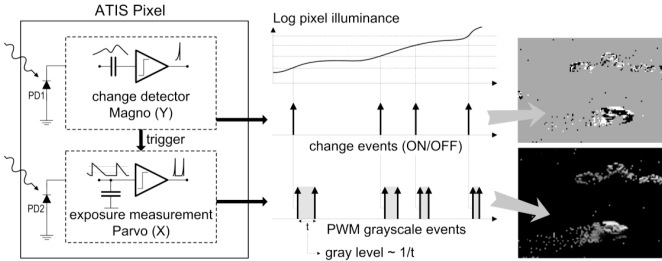 ATIS Pixel
Log pixel illuminance
PD1
change detector
Magno (Y)
trigger
change events (ON/OFF)
PD2
exposure measurement
Parvo (X)
t
PWM grayscale events
gray level ~ 1/t